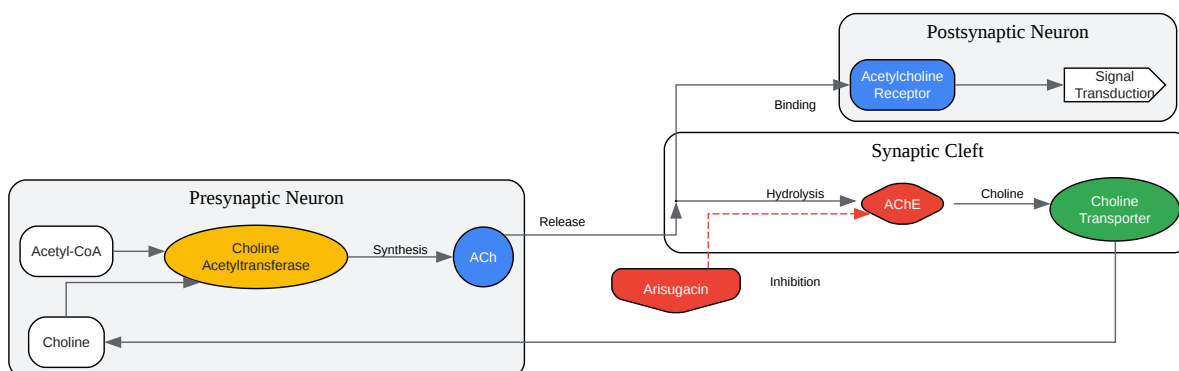 Postsynaptic Neuron
Acetylcholine
Receptor
Signal
Transduction
Binding
Synaptic Cleft
Hydrolysis
AChE
Choline
Choline
Transporter
Presynaptic Neuron
Release
Acetyl-CoA
Choline
Acetyltransferase
Synthesis
ACh
Arisugacin
Inhibition
Choline